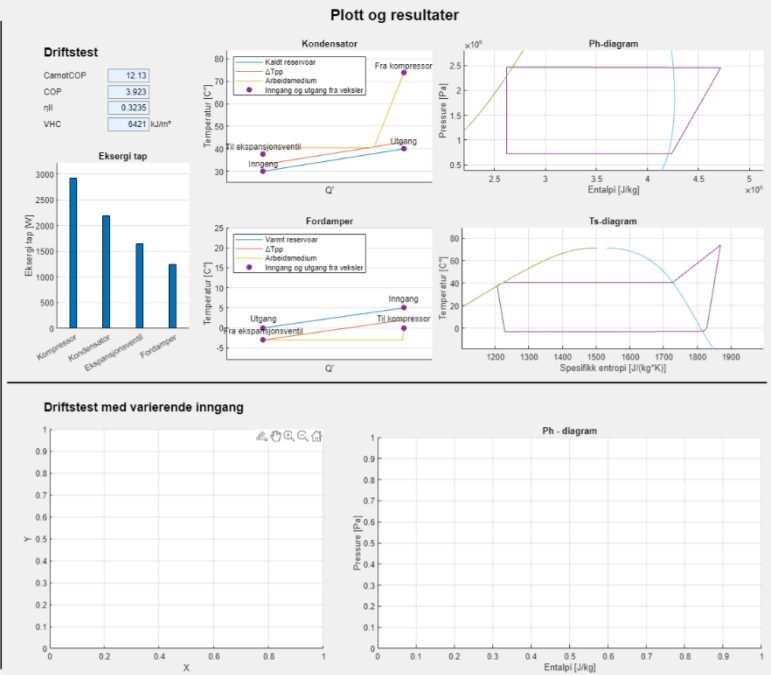 Plott og resultater
Driftstest
CarnotCOP 12.13
COP 3.923
ηII 0.3235
VHC 6421 kJ/m³
Eksergi tap
Eksergi tap [W]
3000
2500
2000
1500
1000
500
0
Kompressor
Kondensator
Ekspansjonsventil
Fordamper
Kondensator
Temperatur [C°]
80
70
60
50
40
30
Kaldt reservoar
ΔTpp
Arbeidsmedium
Inngang og utgang fra veksler
Fra kompressor
Til ekspansjonsventil
Utgang
Inngang
Q'
Ph-diagram
×10⁶
Pressure [Pa]
2.5
2
1.5
1
0.5
2.5 3 3.5 4 4.5 5
×10⁵
Entalpi [J/kg]
Fordamper
Temperatur [C°]
25
20
15
10
5
0
-5
Varmt reservoar
ΔTpp
Arbeidsmedium
Inngang og utgang fra veksler
Inngang
Utgang
Til kompressor
Fra ekspansjonsventil
Q'
Ts-diagram
Temperatur [C°]
80
60
40
20
0
1200 1300 1400 1500 1600 1700 1800 1900
Spesifikk entropi [J/(kg*K)]
Driftstest med varierende inngang
Y
1
0.9
0.8
0.7
0.6
0.5
0.4
0.3
0.2
0.1
0
0 0.2 0.4 0.6 0.8 1
X
Ph - diagram
Pressure [Pa]
1
0.9
0.8
0.7
0.6
0.5
0.4
0.3
0.2
0.1
0
0 0.1 0.2 0.3 0.4 0.5 0.6 0.7 0.8 0.9 1
Entalpi [J/kg]